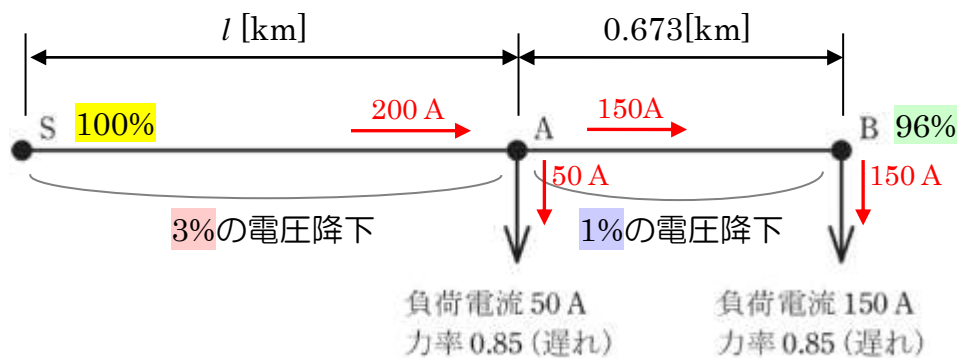 l [km]
0.673[km]
S 100%
200 A
A
150A
B 96%
50 A
150 A
3%の電圧降下
1%の電圧降下
負荷電流 50 A
力率 0.85 (遅れ)
負荷電流 150 A
力率 0.85 (遅れ)